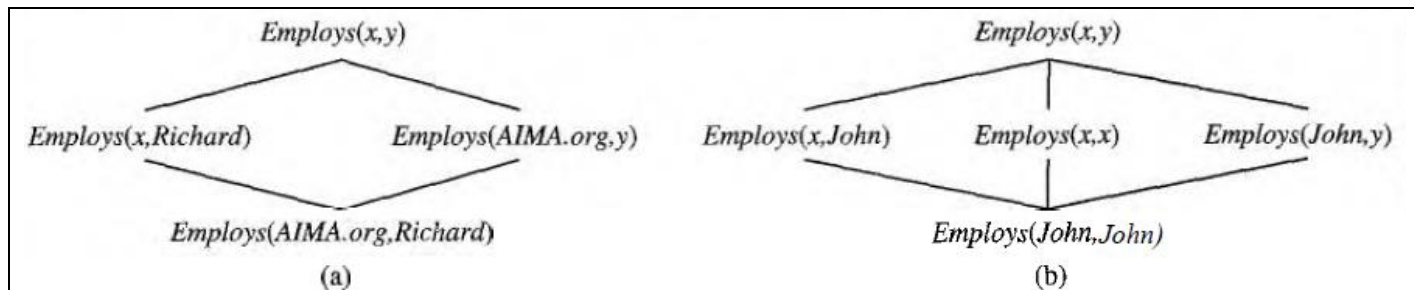 Employs(x,y)
Employs(x,Richard) Employs(AIMA.org,y)
Employs(AIMA.org,Richard)
(a)
Employs(x,y)
Employs(x,John) Employs(x,x) Employs(John,y)
Employs(John,John)
(b)